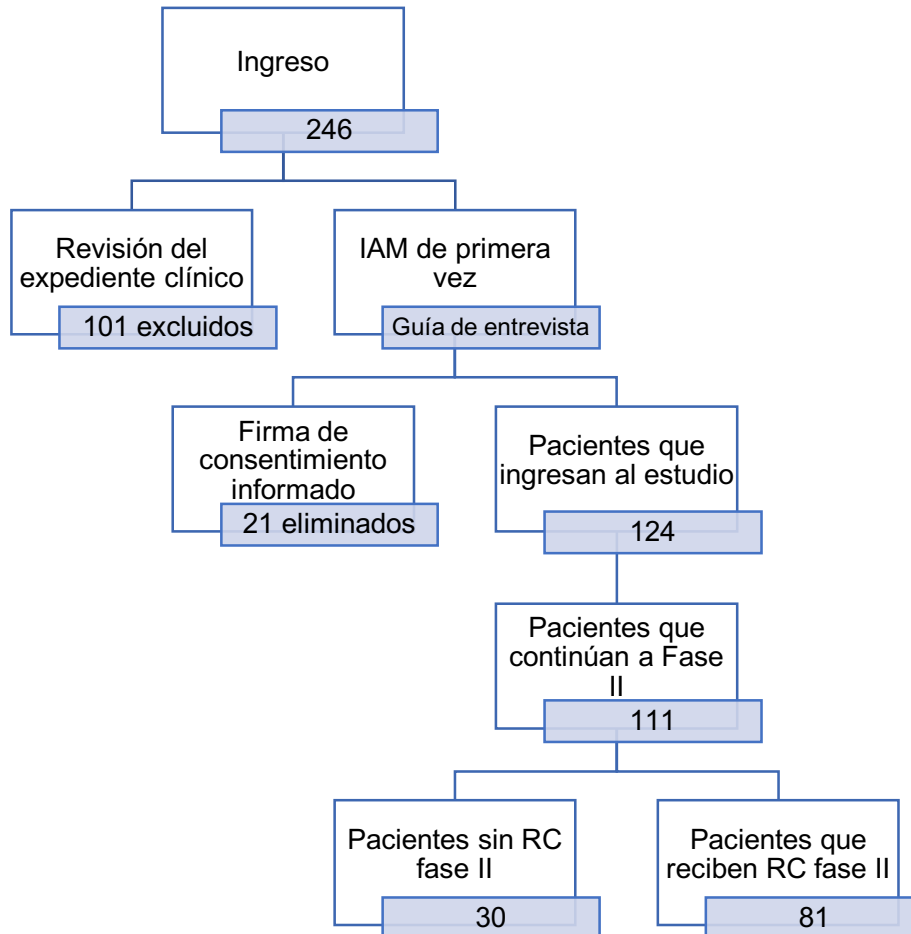 Ingreso
246
Revisión del
expediente clínico
101 excluidos
IAM de primera
vez
Guía de entrevista
Firma de
consentimiento
informado
21 eliminados
Pacientes que
ingresan al estudio
124
Pacientes que
continúan a Fase
II
111
Pacientes sin RC
fase II
30
Pacientes que
reciben RC fase II
81